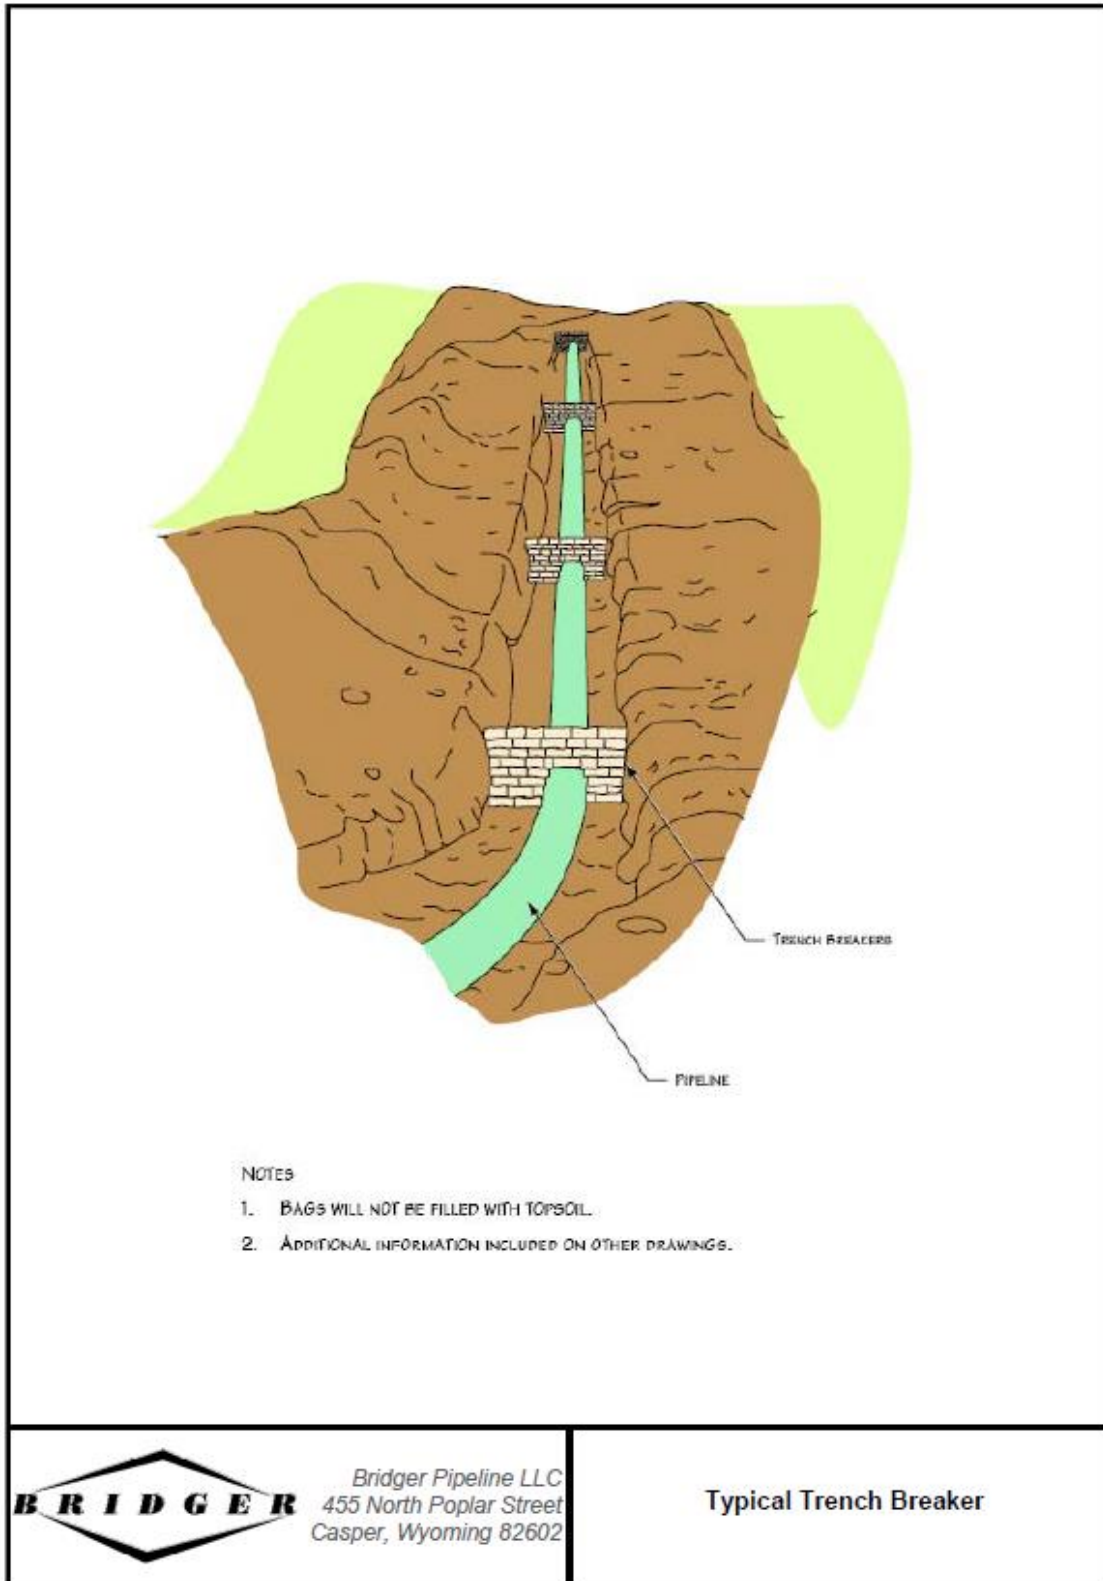 TRENCH BREAKERS
PIPELINE
NOTES
1. BAGS WILL NOT BE FILLED WITH TOPSOIL.
2. ADDITIONAL INFORMATION INCLUDED ON OTHER DRAWINGS.
BRIDGER
Bridger Pipeline LLC
455 North Poplar Street
Casper, Wyoming 82602
Typical Trench Breaker